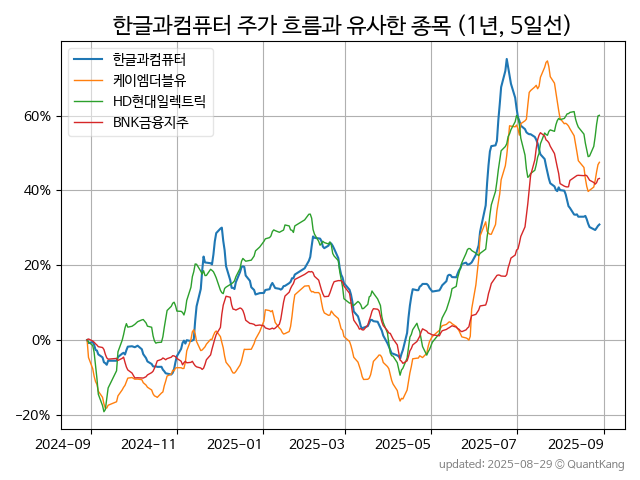 한글과컴퓨터 주가 흐름과 유사한 종목 (1년, 5일선)
한글과컴퓨터
케이엠더블유
HD현대일렉트릭
BNK금융지주
60%
40%
20%
0%
−20%
2024-09 2024-11 2025-01 2025-03 2025-05 2025-07 2025-09
updated: 2025-08-29 © QuantKang